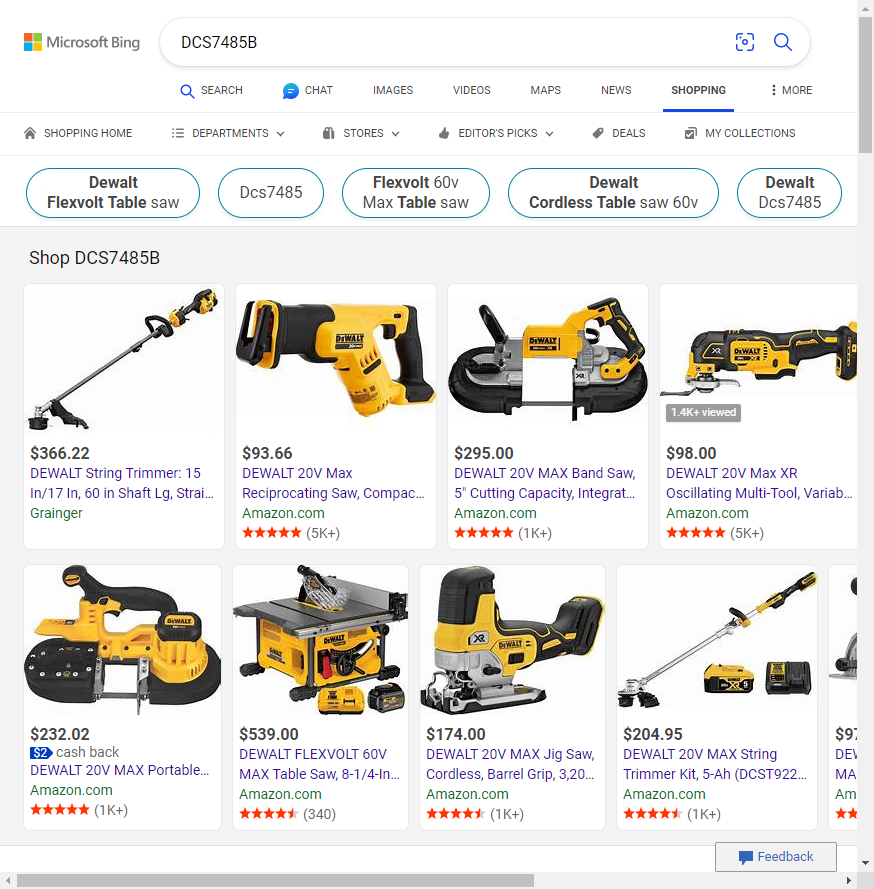 Microsoft Bing
DCS7485B
SEARCH CHAT IMAGES VIDEOS MAPS NEWS SHOPPING MORE
SHOPPING HOME DEPARTMENTS STORES EDITOR'S PICKS DEALS MY COLLECTIONS
Dewalt
Flexvolt Table saw
Dcs7485
Flexvolt 60v
Max Table saw
Dewalt
Cordless Table saw 60v
Dewalt
Dcs7485
Shop DCS7485B
$366.22
DEWALT String Trimmer: 15
In/17 In, 60 in Shaft Lg, Strai...
Grainger
$93.66
DEWALT 20V Max
Reciprocating Saw, Compac...
Amazon.com
(5K+)
$295.00
DEWALT 20V MAX Band Saw,
5" Cutting Capacity, Integrat...
Amazon.com
(1K+)
1.4K+ viewed
$98.00
DEWALT 20V Max XR
Oscillating Multi-Tool, Variab...
Amazon.com
(5K+)
$232.02
$2 cash back
DEWALT 20V MAX Portable...
Amazon.com
(1K+)
$539.00
DEWALT FLEXVOLT 60V
MAX Table Saw, 8-1/4-In...
Amazon.com
(340)
$174.00
DEWALT 20V MAX Jig Saw,
Cordless, Barrel Grip, 3,20...
Amazon.com
(1K+)
$204.95
DEWALT 20V MAX String
Trimmer Kit, 5-Ah (DCST922...
Amazon.com
(1K+)
$97
DEW
MA
Am
Feedback